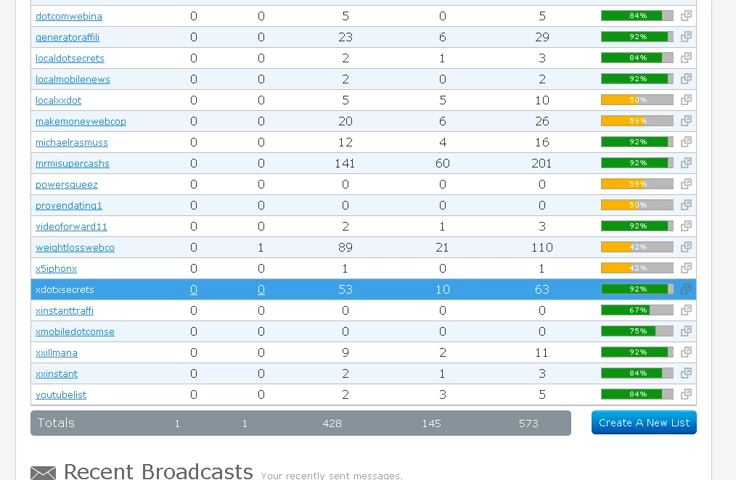 dotcomwebina 0 0 5 0 5 84%
generatoraffili 0 0 23 6 29 92%
localdotsecrets 0 0 2 1 3 84%
localmobilenews 0 0 2 0 2 92%
localxxdot 0 0 5 5 10 50%
makemoneywebcop 0 0 20 6 26 59%
michaelrasmuss 0 0 12 4 16 92%
mrmisupercashs 0 0 141 60 201 92%
powersqueez 0 0 0 0 0 59%
provendating1 0 0 0 0 0 50%
videoforward11 0 0 2 1 3 92%
weightlosswebco 0 1 89 21 110 42%
x5iphonx 0 0 1 0 1 42%
xdotxsecrets 0 0 53 10 63 92%
xinstanttraffi 0 0 0 0 0 67%
xmobiledotcomse 0 0 0 0 0 75%
xxillmana 0 0 9 2 11 92%
xxinstant 0 0 2 1 3 84%
youtubelist 0 0 2 3 5 84%
Totals 1 1 428 145 573 Create A New List
Recent Broadcasts Your recently sent messages.